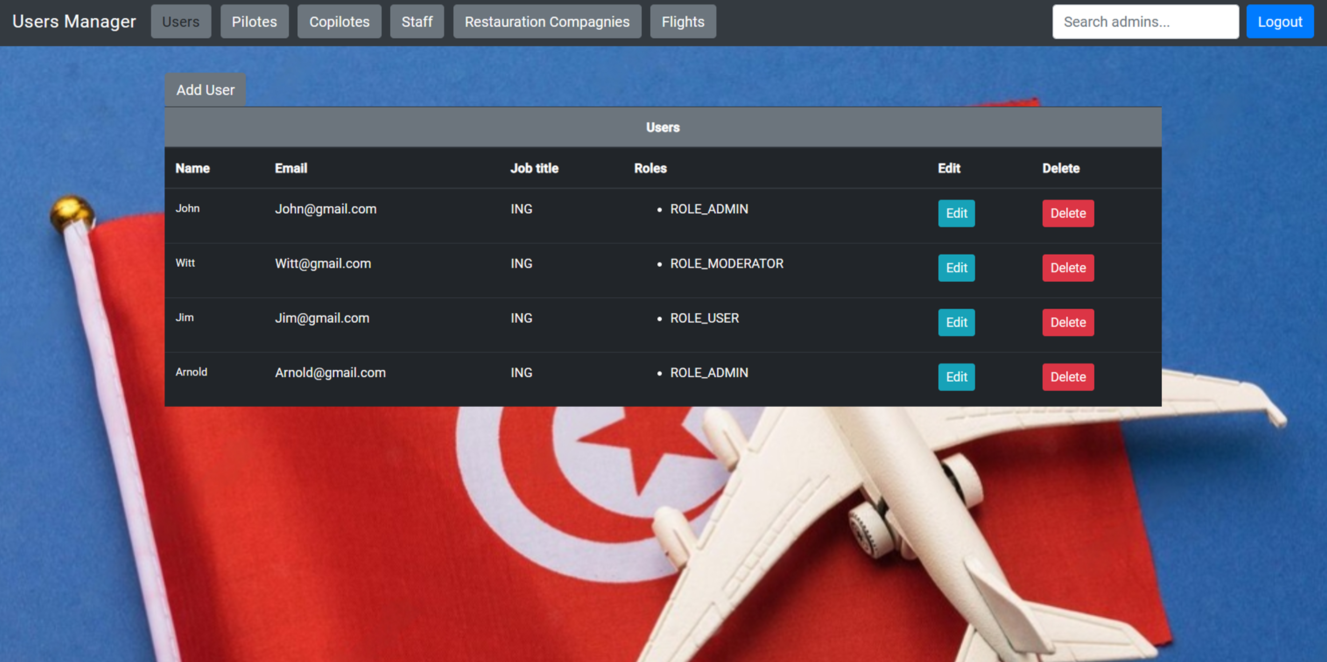 Users Manager Users Pilotes Copilotes Staff Restauration Compagnies Flights Search admins... Logout
Add User
Users
Name Email Job title Roles Edit Delete
John John@gmail.com ING • ROLE_ADMIN Edit Delete
Witt Witt@gmail.com ING • ROLE_MODERATOR Edit Delete
Jim Jim@gmail.com ING • ROLE_USER Edit Delete
Arnold Arnold@gmail.com ING • ROLE_ADMIN Edit Delete